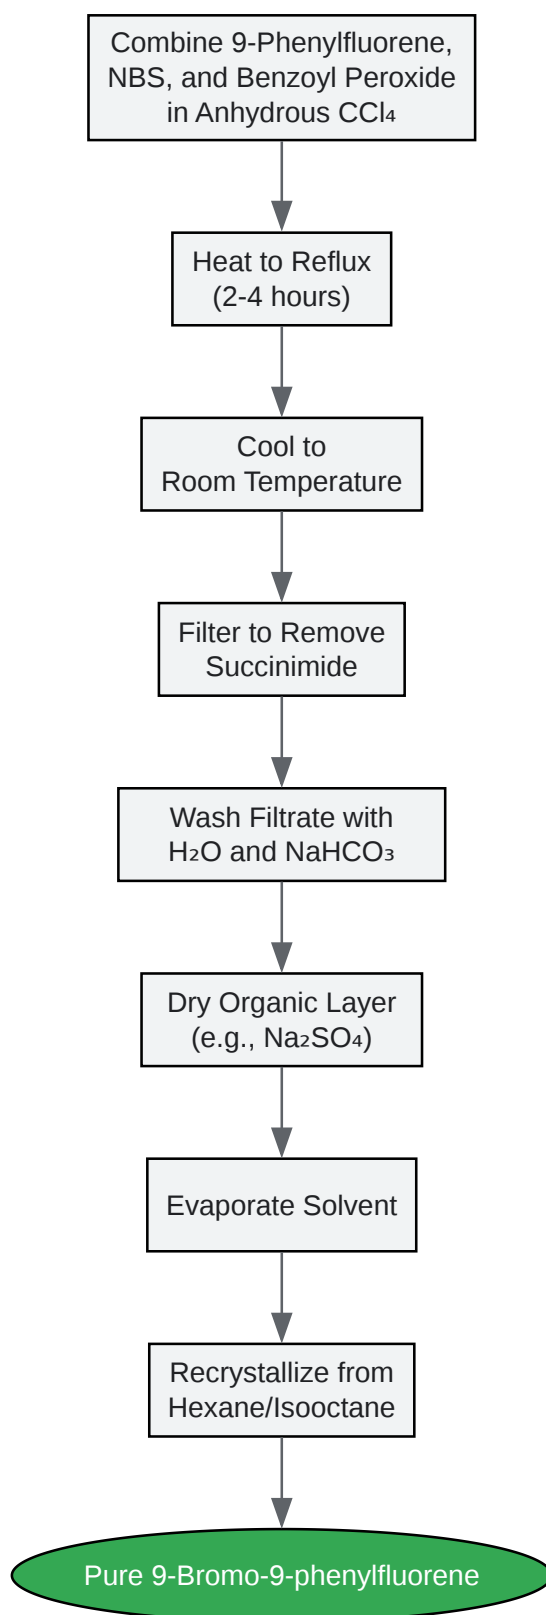 Combine 9-Phenylfluorene,
NBS, and Benzoyl Peroxide
in Anhydrous CCl₄
Heat to Reflux
(2-4 hours)
Cool to
Room Temperature
Filter to Remove
Succinimide
Wash Filtrate with
H₂O and NaHCO₃
Dry Organic Layer
(e.g., Na₂SO₄)
Evaporate Solvent
Recrystallize from
Hexane/Isooctane
Pure 9-Bromo-9-phenylfluorene